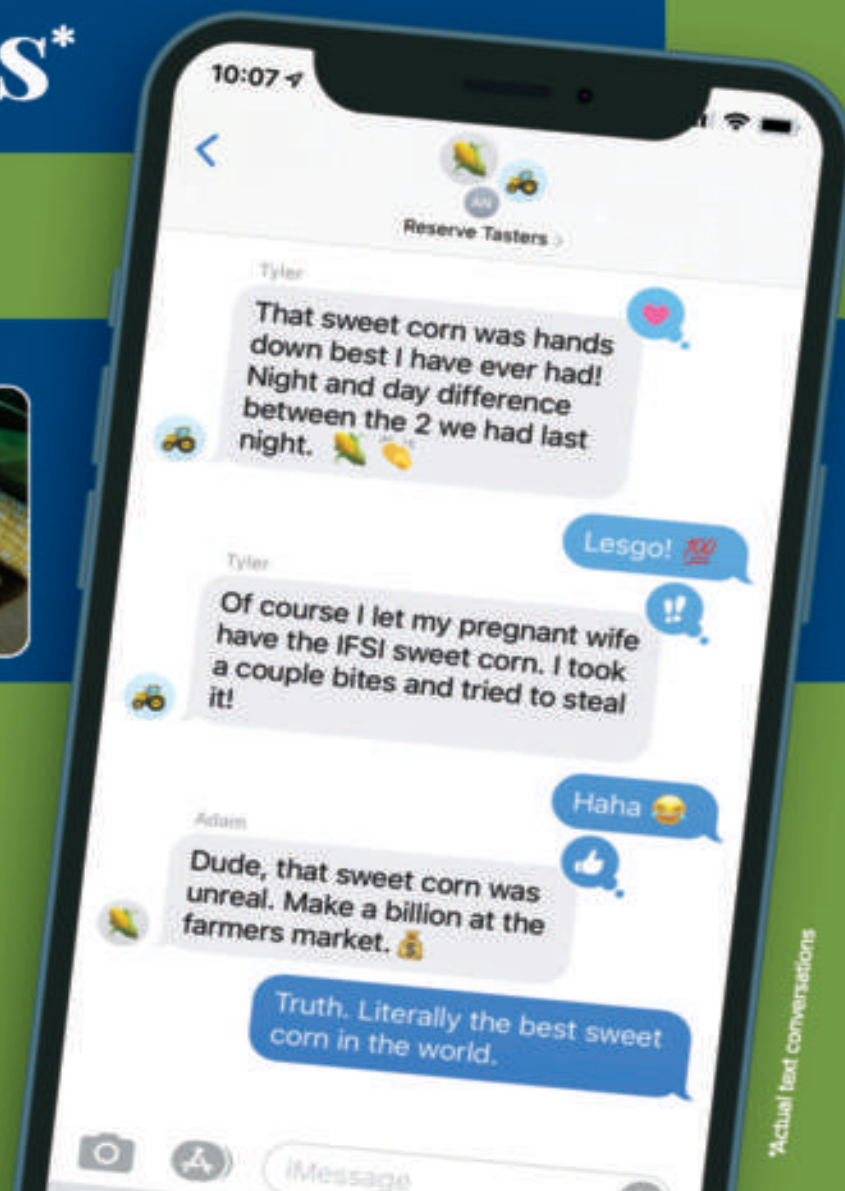 s*
10:07
AN
Reserve Tasters
Tyler
That sweet corn was hands
down best I have ever had!
Night and day difference
between the 2 we had last
night. 🌽
Lesgo! 💯
Tyler
Of course I let my pregnant wife
have the IFSI sweet corn. I took
a couple bites and tried to steal
it!
Haha 😂
Adam
Dude, that sweet corn was
unreal. Make a billion at the
farmers market. 💰
Truth. Literally the best sweet
corn in the world.
iMessage
*Actual text conversations